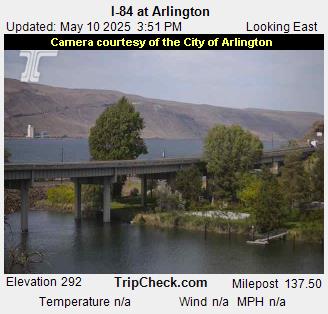 I-84 at Arlington
Updated: May 10 2025 3:51 PM Looking East
Camera courtesy of the City of Arlington
Elevation 292 TripCheck.com Milepost 137.50
Temperature n/a Wind n/a MPH n/a